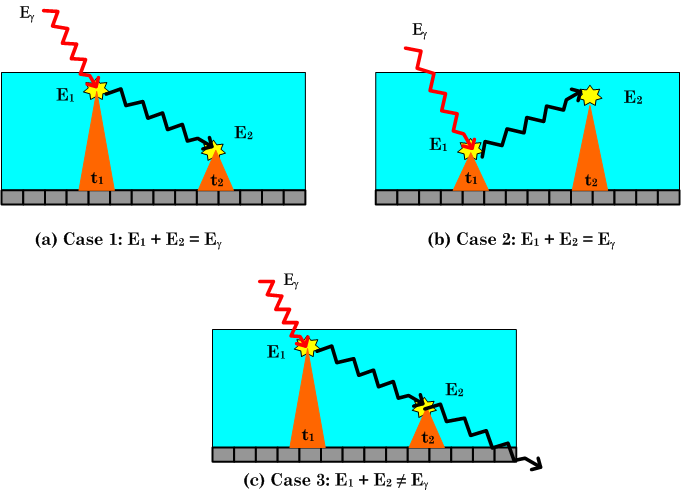 Eγ
E1
E2
t1
t2
(a) Case 1: E1 + E2 = Eγ
Eγ
E1
E2
t1
t2
(b) Case 2: E1 + E2 = Eγ
Eγ
E1
E2
t1
t2
(c) Case 3: E1 + E2 ≠ Eγ